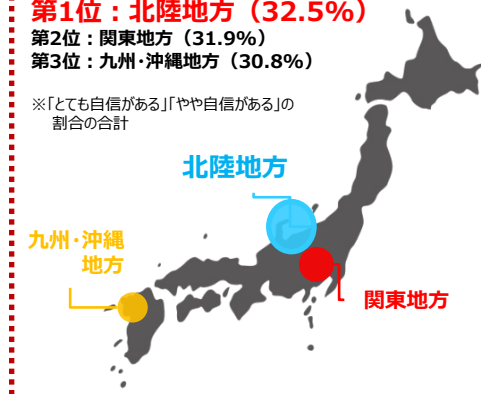 第1位：北陸地方（32.5%）
第2位：関東地方（31.9%）
第3位：九州・沖縄地方（30.8%）
※「とても自信がある」「やや自信がある」の
割合の合計
北陸地方
九州・沖縄
地方
関東地方